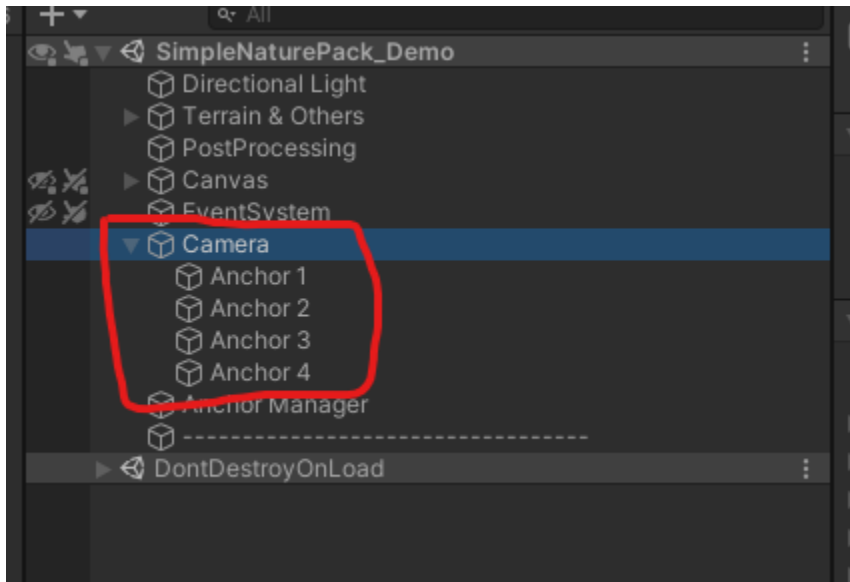 All
SimpleNaturePack_Demo
Directional Light
Terrain & Others
PostProcessing
Canvas
EventSystem
Camera
Anchor 1
Anchor 2
Anchor 3
Anchor 4
Anchor Manager
----------------------------------
DontDestroyOnLoad